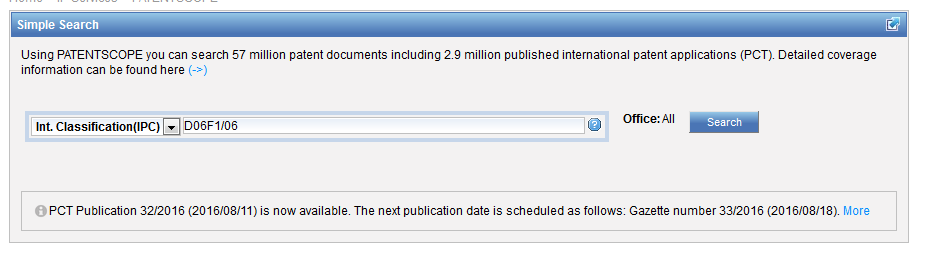 Home IP Services PATENTSCOPE
Simple Search
Using PATENTSCOPE you can search 57 million patent documents including 2.9 million published international patent applications (PCT). Detailed coverage
information can be found here (->)
Int. Classification(IPC) D06F1/06 Office: All Search
PCT Publication 32/2016 (2016/08/11) is now available. The next publication date is scheduled as follows: Gazette number 33/2016 (2016/08/18). More